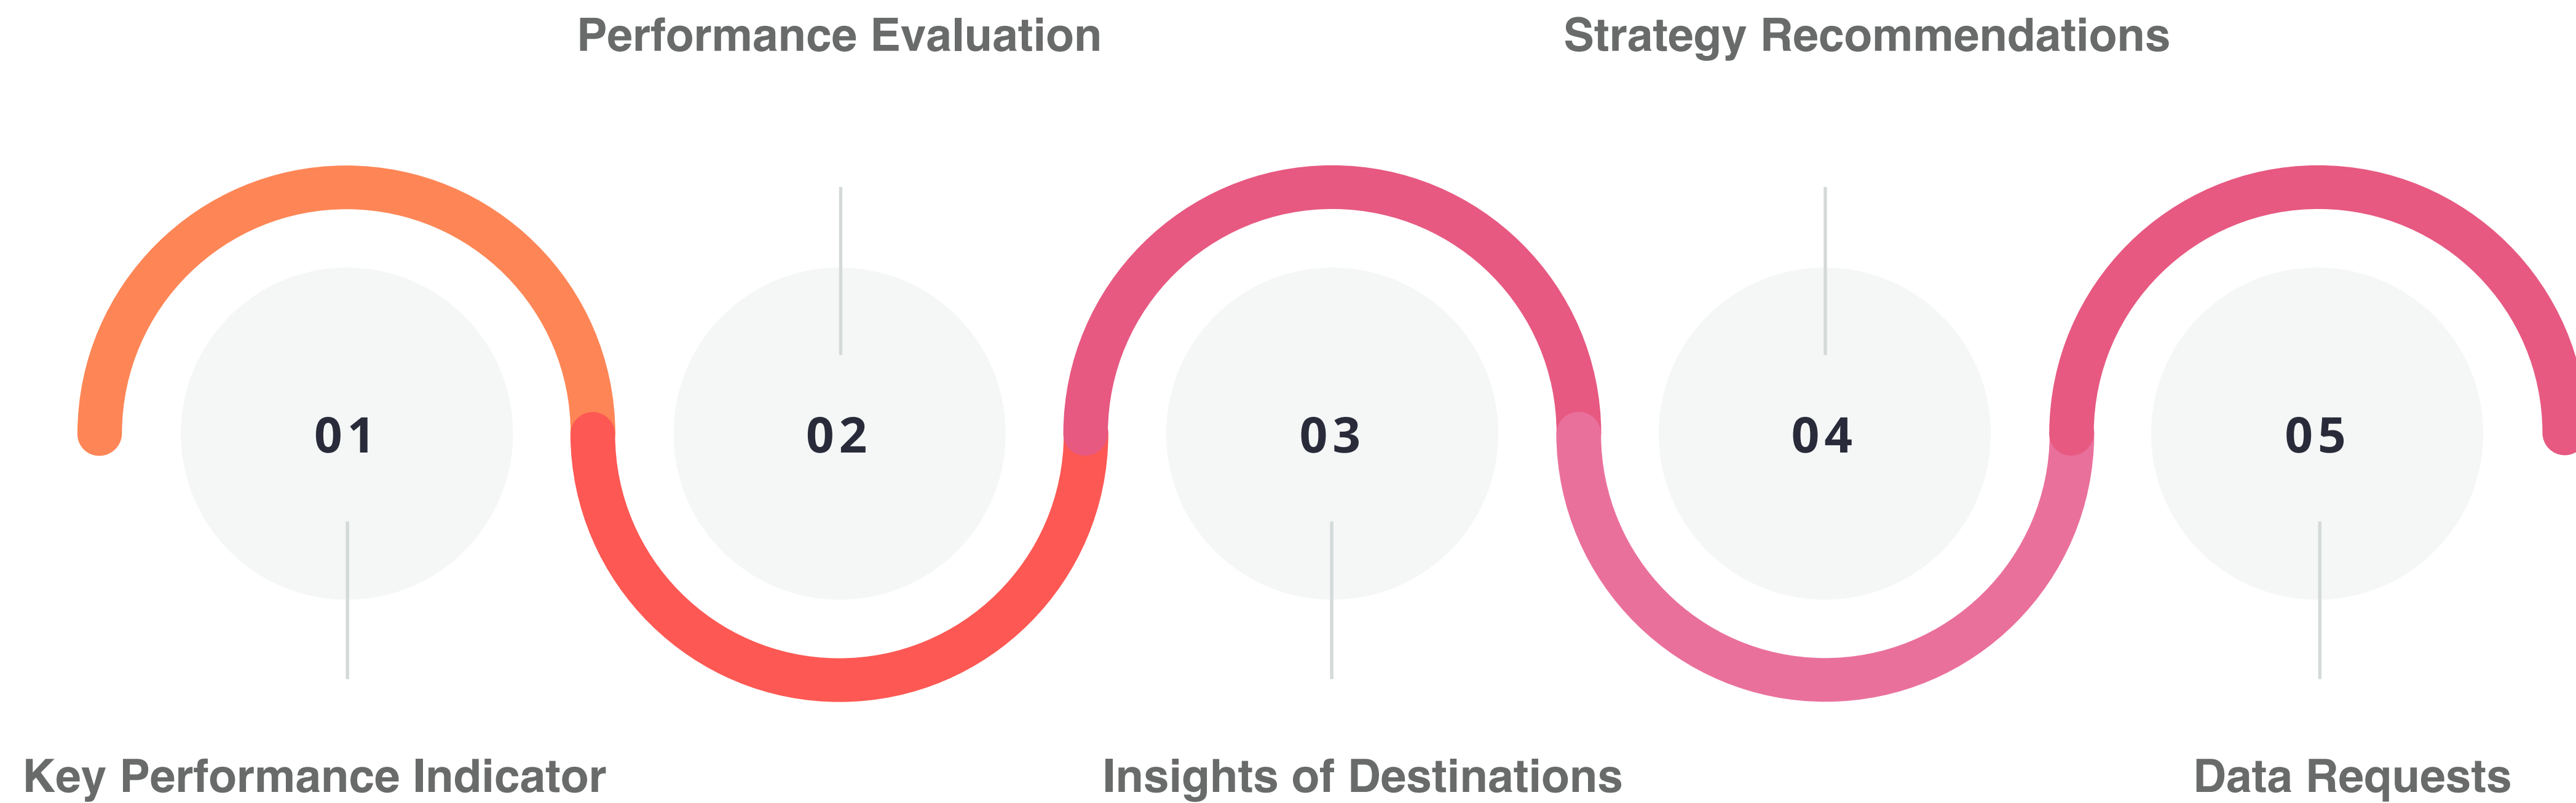 Performance Evaluation
Strategy Recommendations
01
02
03
04
05
Key Performance Indicator
Insights of Destinations
Data Requests